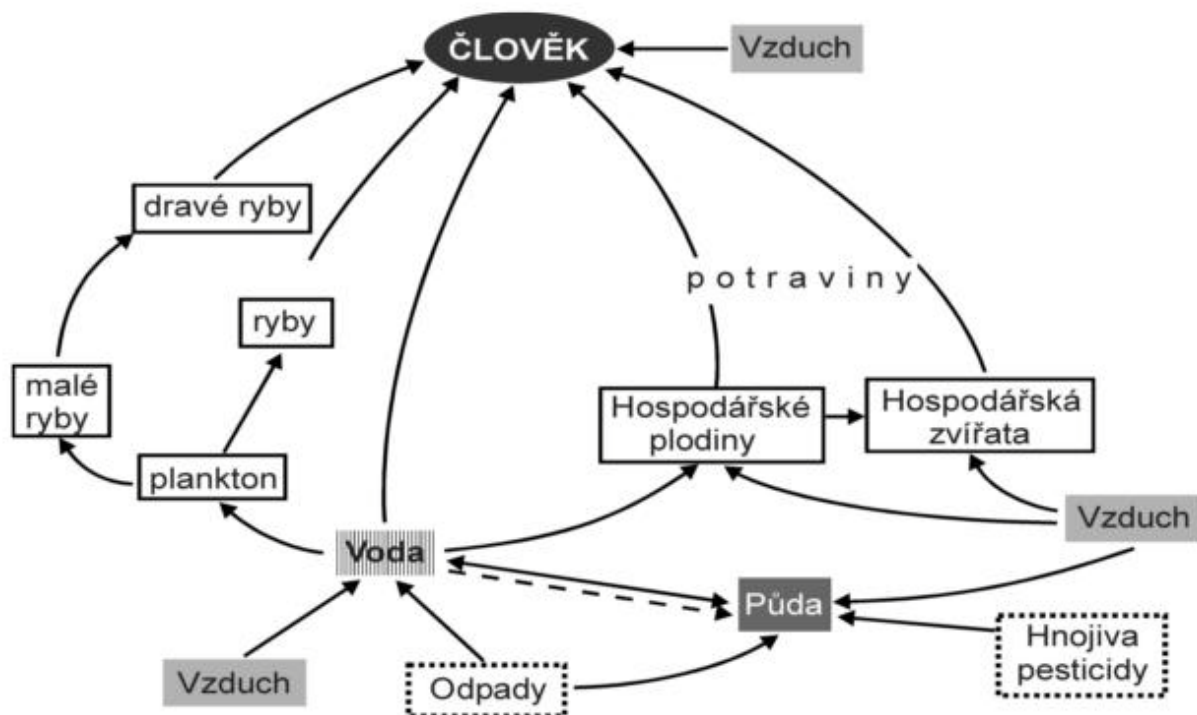 ČLOVĚK
Vzduch
dravé ryby
potraviny
ryby
malé
ryby
Hospodářské
plodiny
Hospodářská
zvířata
plankton
Vzduch
Voda
Půda
Hnojiva
pesticidy
Vzduch
Odpady